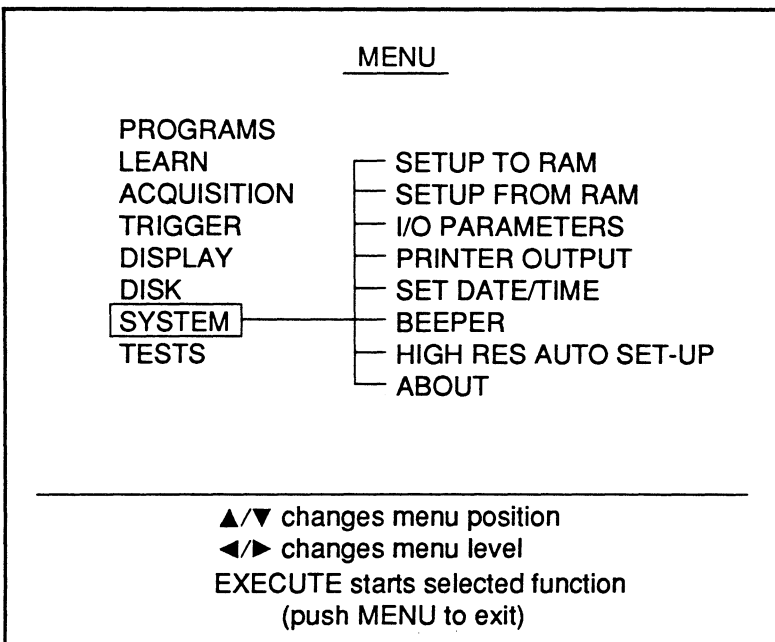 MENU
PROGRAMS
LEARN
ACQUISITION
TRIGGER
DISPLAY
DISK
SYSTEM
TESTS
SETUP TO RAM
SETUP FROM RAM
I/O PARAMETERS
PRINTER OUTPUT
SET DATE/TIME
BEEPER
HIGH RES AUTO SET-UP
ABOUT
▲/▼ changes menu position
◄/► changes menu level
EXECUTE starts selected function
(push MENU to exit)